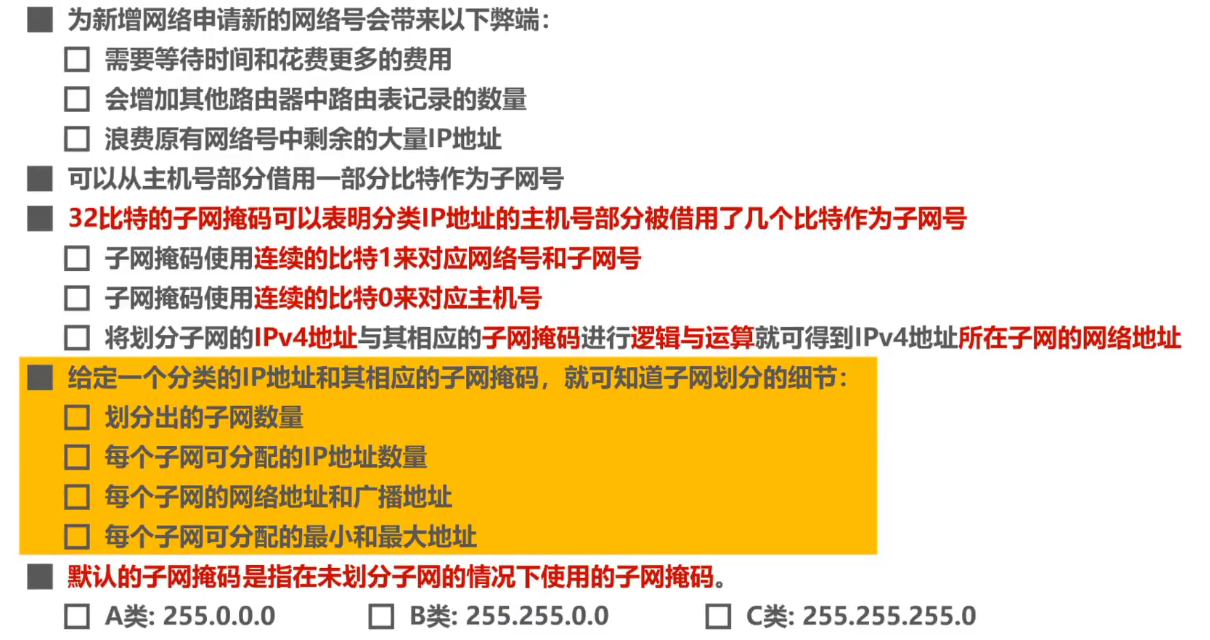 为新增网络申请新的网络号会带来以下弊端：
需要等待时间和花费更多的费用
会增加其他路由器中路由表记录的数量
浪费原有网络号中剩余的大量IP地址
可以从主机号部分借用一部分比特作为子网号
32比特的子网掩码可以表明分类IP地址的主机号部分被借用了几个比特作为子网号
子网掩码使用连续的比特1来对应网络号和子网号
子网掩码使用连续的比特0来对应主机号
将划分子网的IPv4地址与其相应的子网掩码进行逻辑与运算就可得到IPv4地址所在子网的网络地址
给定一个分类的IP地址和其相应的子网掩码，就可知道子网划分的细节：
划分出的子网数量
每个子网可分配的IP地址数量
每个子网的网络地址和广播地址
每个子网可分配的最小和最大地址
默认的子网掩码是指在未划分子网的情况下使用的子网掩码。
A类: 255.0.0.0 B类: 255.255.0.0 C类: 255.255.255.0